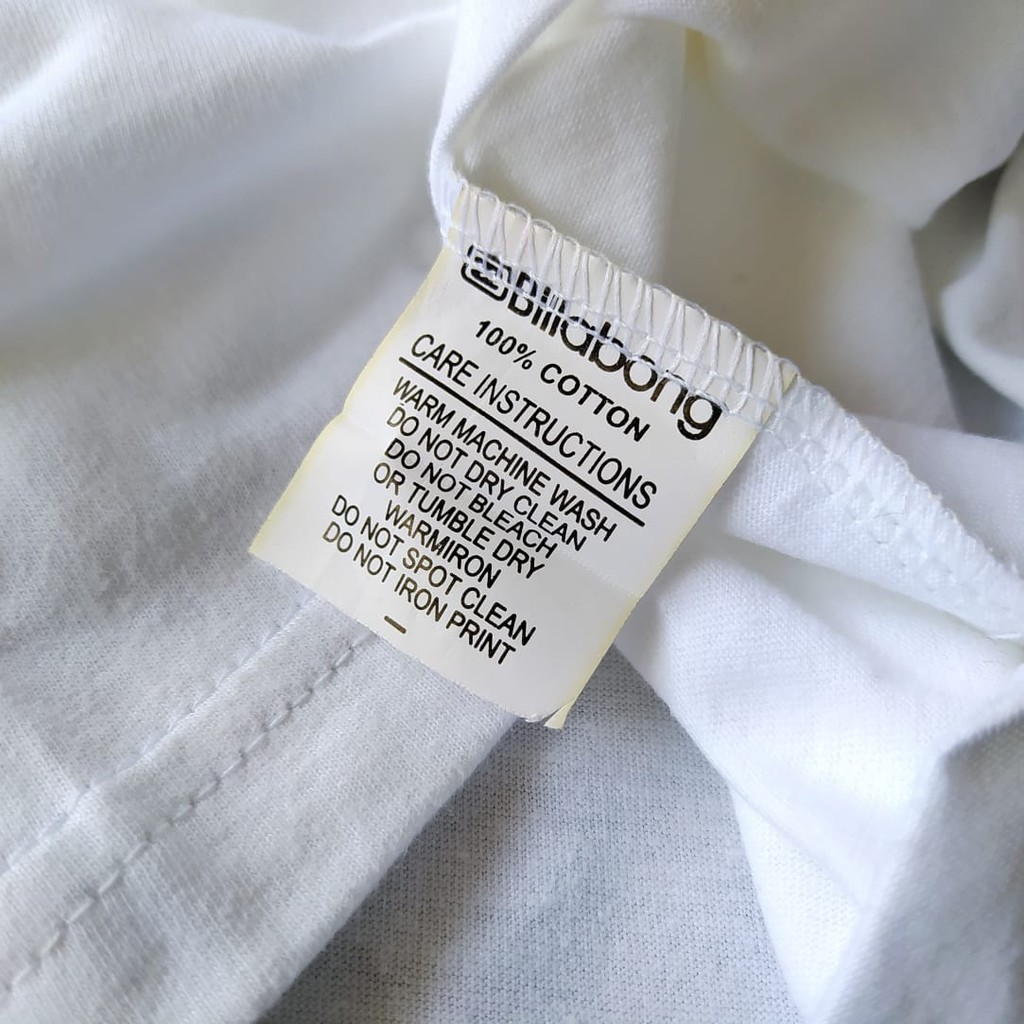 Billabong
100% COTTON
CARE INSTRUCTIONS
WARM MACHINE WASH
DO NOT DRY CLEAN
DO NOT BLEACH
OR TUMBLE DRY
WARMIRON
DO NOT SPOT CLEAN
DO NOT IRON PRINT